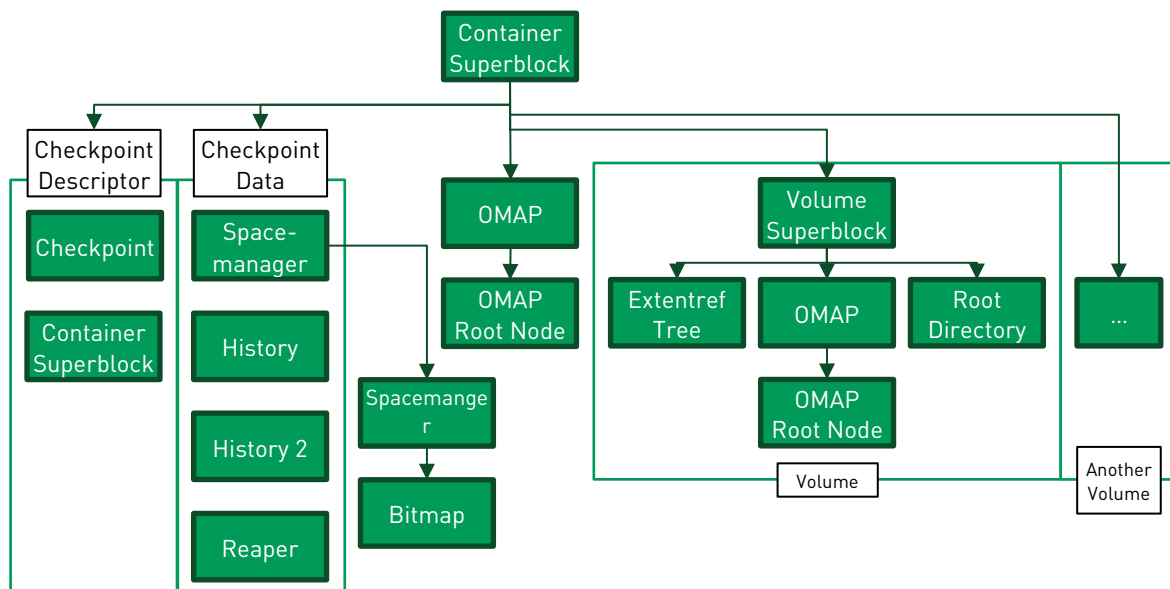 Container
Superblock
Checkpoint
Descriptor
Checkpoint
Data
Checkpoint
Container
Superblock
Space-
manager
History
History 2
Reaper
OMAP
OMAP
Root Node
Spacemange
r
Bitmap
Volume
Superblock
Extentref
Tree
OMAP
Root
Directory
OMAP
Root Node
Volume
...
Another
Volume